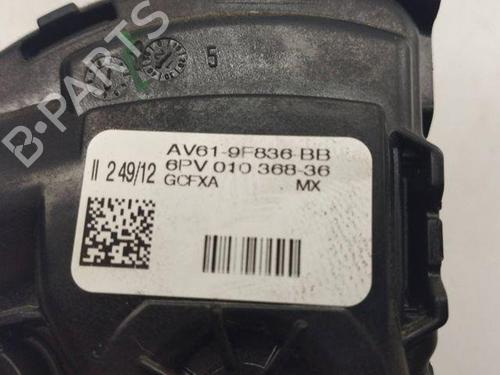 5
AV61-9F836-BB
6PV 010 368-36
II 2 49/12
GCFXA MX
B PARTS